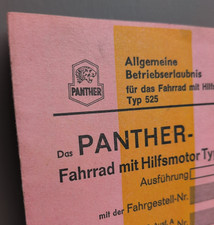 PANTHER
Allgemeine
Betriebserlaubnis
für das Fahrrad mit Hilfs
Typ 525
Das PANTHER-
Fahrrad mit Hilfsmotor Typ
Ausführung
mit der Fahrgestell-Nr.